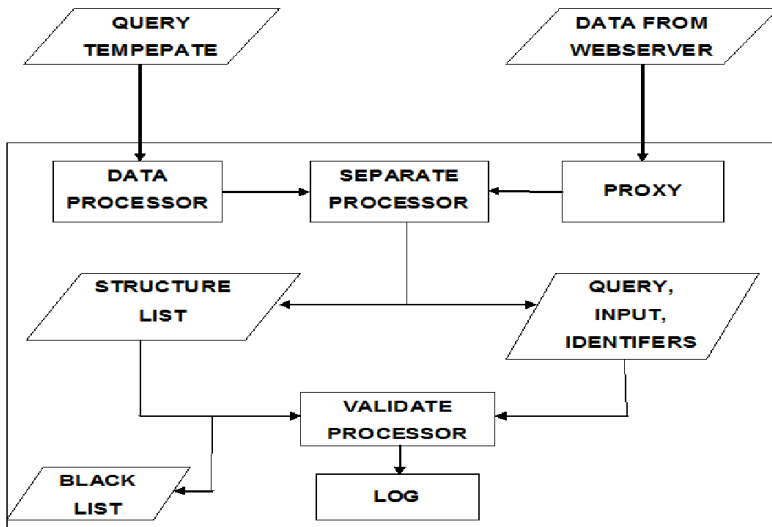 QUERY
TEMPEPATE
DATA FROM
WEBSERVER
DATA
PROCESSOR
SEPARATE
PROCESSOR
PROXY
STRUCTURE
LIST
QUERY,
INPUT,
IDENTIFERS
VALIDATE
PROCESSOR
BLACK
LIST
LOG